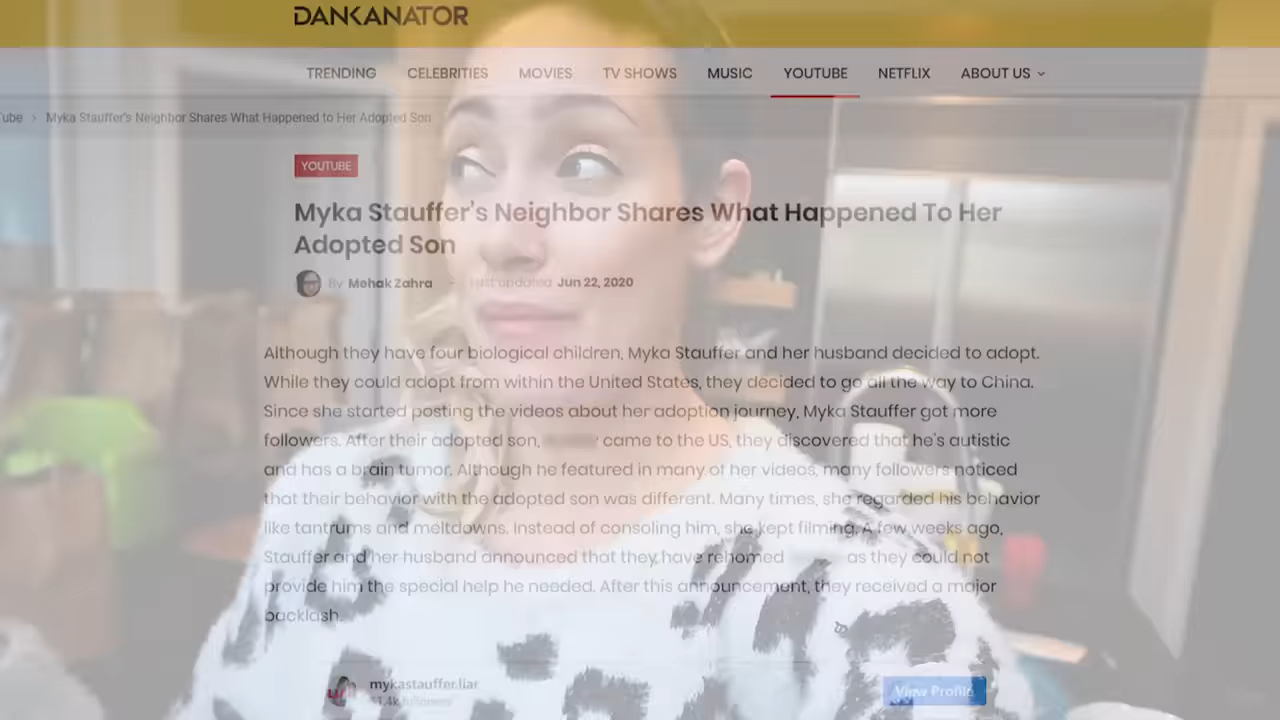 DANKANATOR
TRENDING CELEBRITIES MOVIES TV SHOWS MUSIC YOUTUBE NETFLIX ABOUT US
Tube > Myka Stauffer's Neighbor Shares What Happened to Her Adopted Son
YOUTUBE
Myka Stauffer's Neighbor Shares What Happened To Her
Adopted Son
By Mehak Zahra - Last updated Jun 22, 2020
Although they have four biological children, Myka Stauffer and her husband decided to adopt.
While they could adopt from within the United States, they decided to go all the way to China.
Since she started posting the videos about her adoption journey, Myka Stauffer got more
followers. After their adopted son, came to the US, they discovered that he's autistic
and has a brain tumor. Although he featured in many of her videos, many followers noticed
that their behavior with the adopted son was different. Many times, she regarded his behavior
like tantrums and meltdowns. Instead of consoling him, she kept filming. A few weeks ago,
Stauffer and her husband announced that they have rehomed as they could not
provide him the special help he needed. After this announcement, they received a major
backlash.
mykastauffer.liar
View Profile